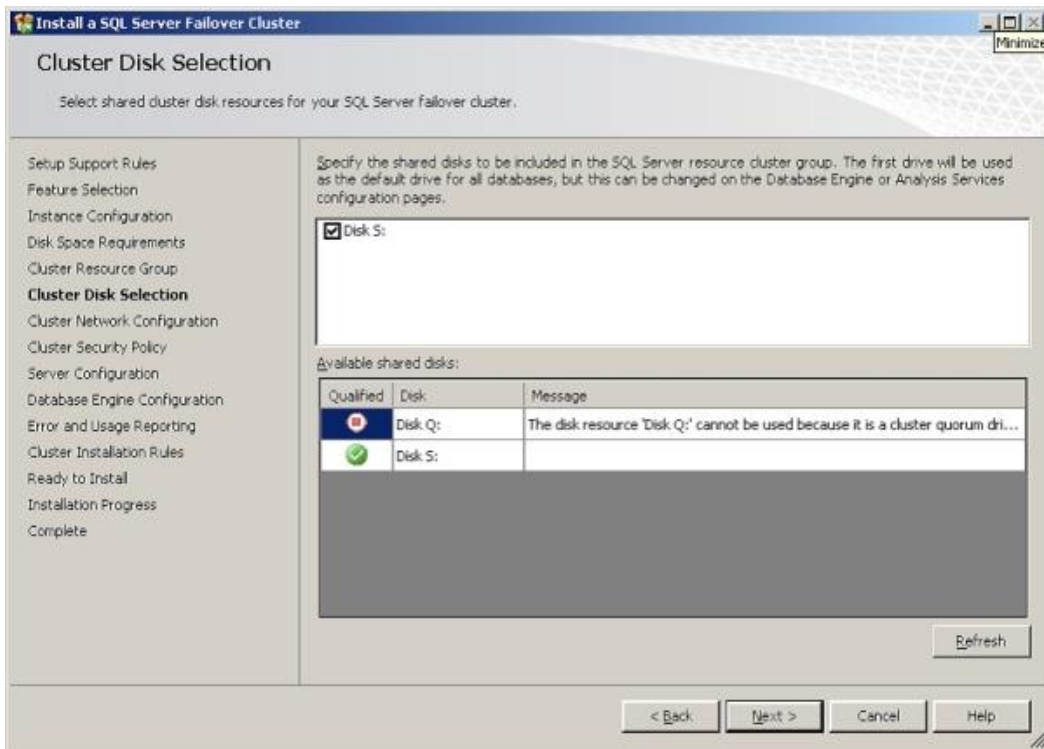 Install a SQL Server Failover Cluster
Minimize
Cluster Disk Selection
Select shared cluster disk resources for your SQL Server failover cluster.
Setup Support Rules
Feature Selection
Instance Configuration
Disk Space Requirements
Cluster Resource Group
Cluster Disk Selection
Cluster Network Configuration
Cluster Security Policy
Server Configuration
Database Engine Configuration
Error and Usage Reporting
Cluster Installation Rules
Ready to Install
Installation Progress
Complete
Specify the shared disks to be included in the SQL Server resource cluster group. The first drive will be used
as the default drive for all databases, but this can be changed on the Database Engine or Analysis Services
configuration pages.
Disk S:
Available shared disks:
Qualified Disk Message
Disk Q: The disk resource 'Disk Q:' cannot be used because it is a cluster quorum dri...
Disk S:
Refresh
< Back Next > Cancel Help